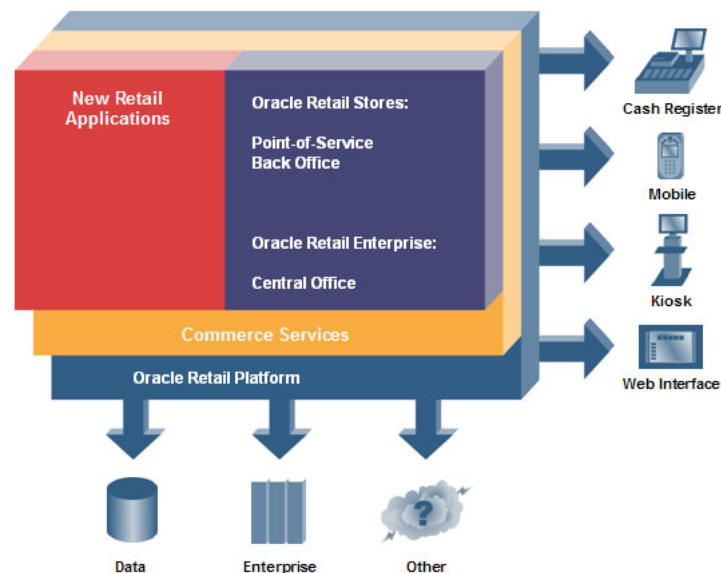 New Retail
Applications
Oracle Retail Stores:
Point-of-Service
Back Office
Oracle Retail Enterprise:
Central Office
Commerce Services
Oracle Retail Platform
Cash Register
Mobile
Kiosk
Web Interface
Data
Enterprise
?
Other